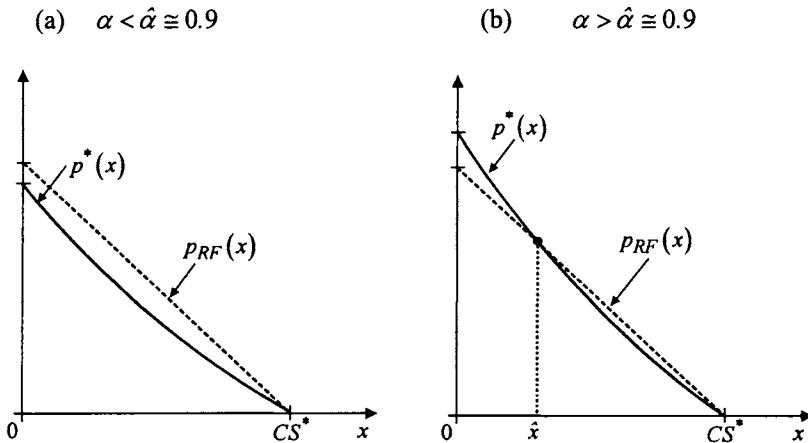 (a) α < α̂ ≅ 0.9
p*(x)
p_RF(x)
0 CS* x
(b) α > α̂ ≅ 0.9
p*(x)
p_RF(x)
0 x̂ CS* x